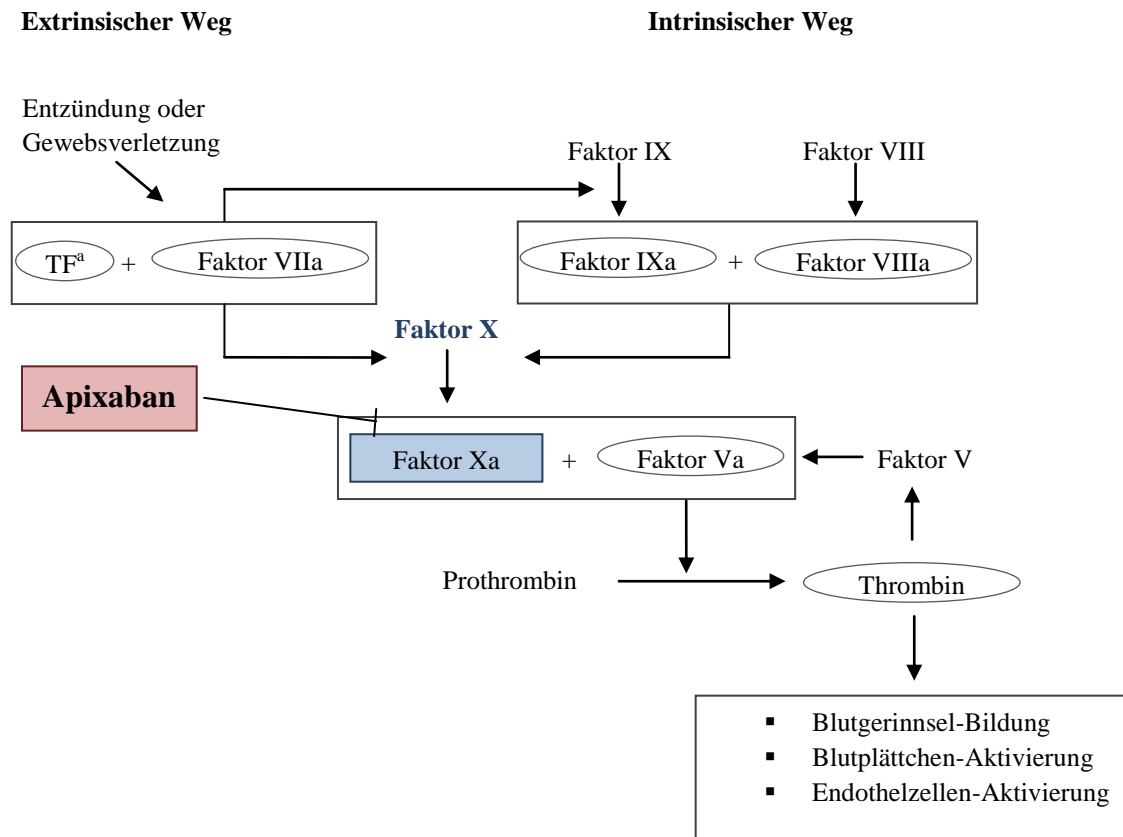 Extrinsischer Weg
Intrinsischer Weg
Entzündung oder
Gewebsverletzung
Faktor IX
Faktor VIII
TFᵃ + Faktor VIIa
Faktor IXa + Faktor VIIIa
Faktor X
Apixaban
Faktor Xa + Faktor Va
Faktor V
Prothrombin
Thrombin
▪ Blutgerinnsel-Bildung
▪ Blutplättchen-Aktivierung
▪ Endothelzellen-Aktivierung